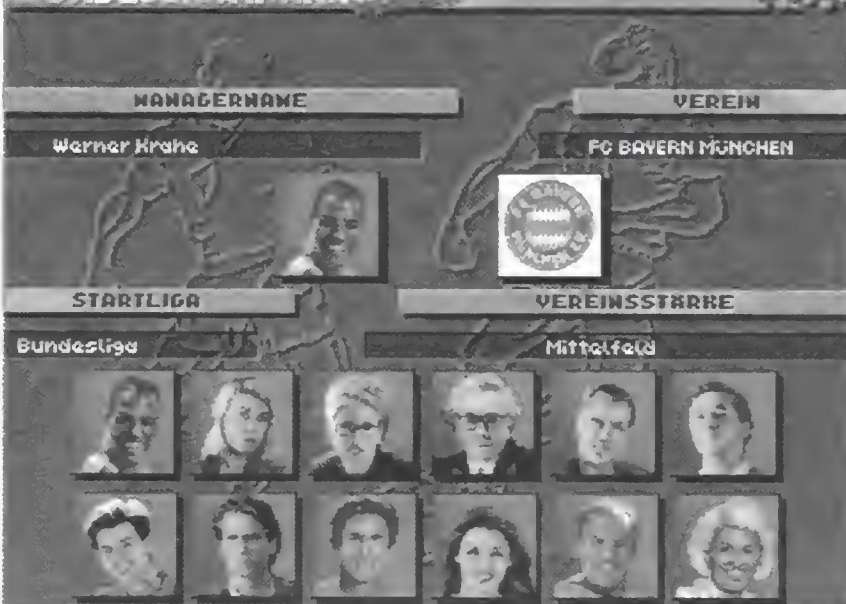 MANAGERNAME
VEREIN
Werner Krahe
FC BAYERN MÜNCHEN
STARTLIGA
VEREINSSTÄRKE
Bundesliga
Mittelfeld